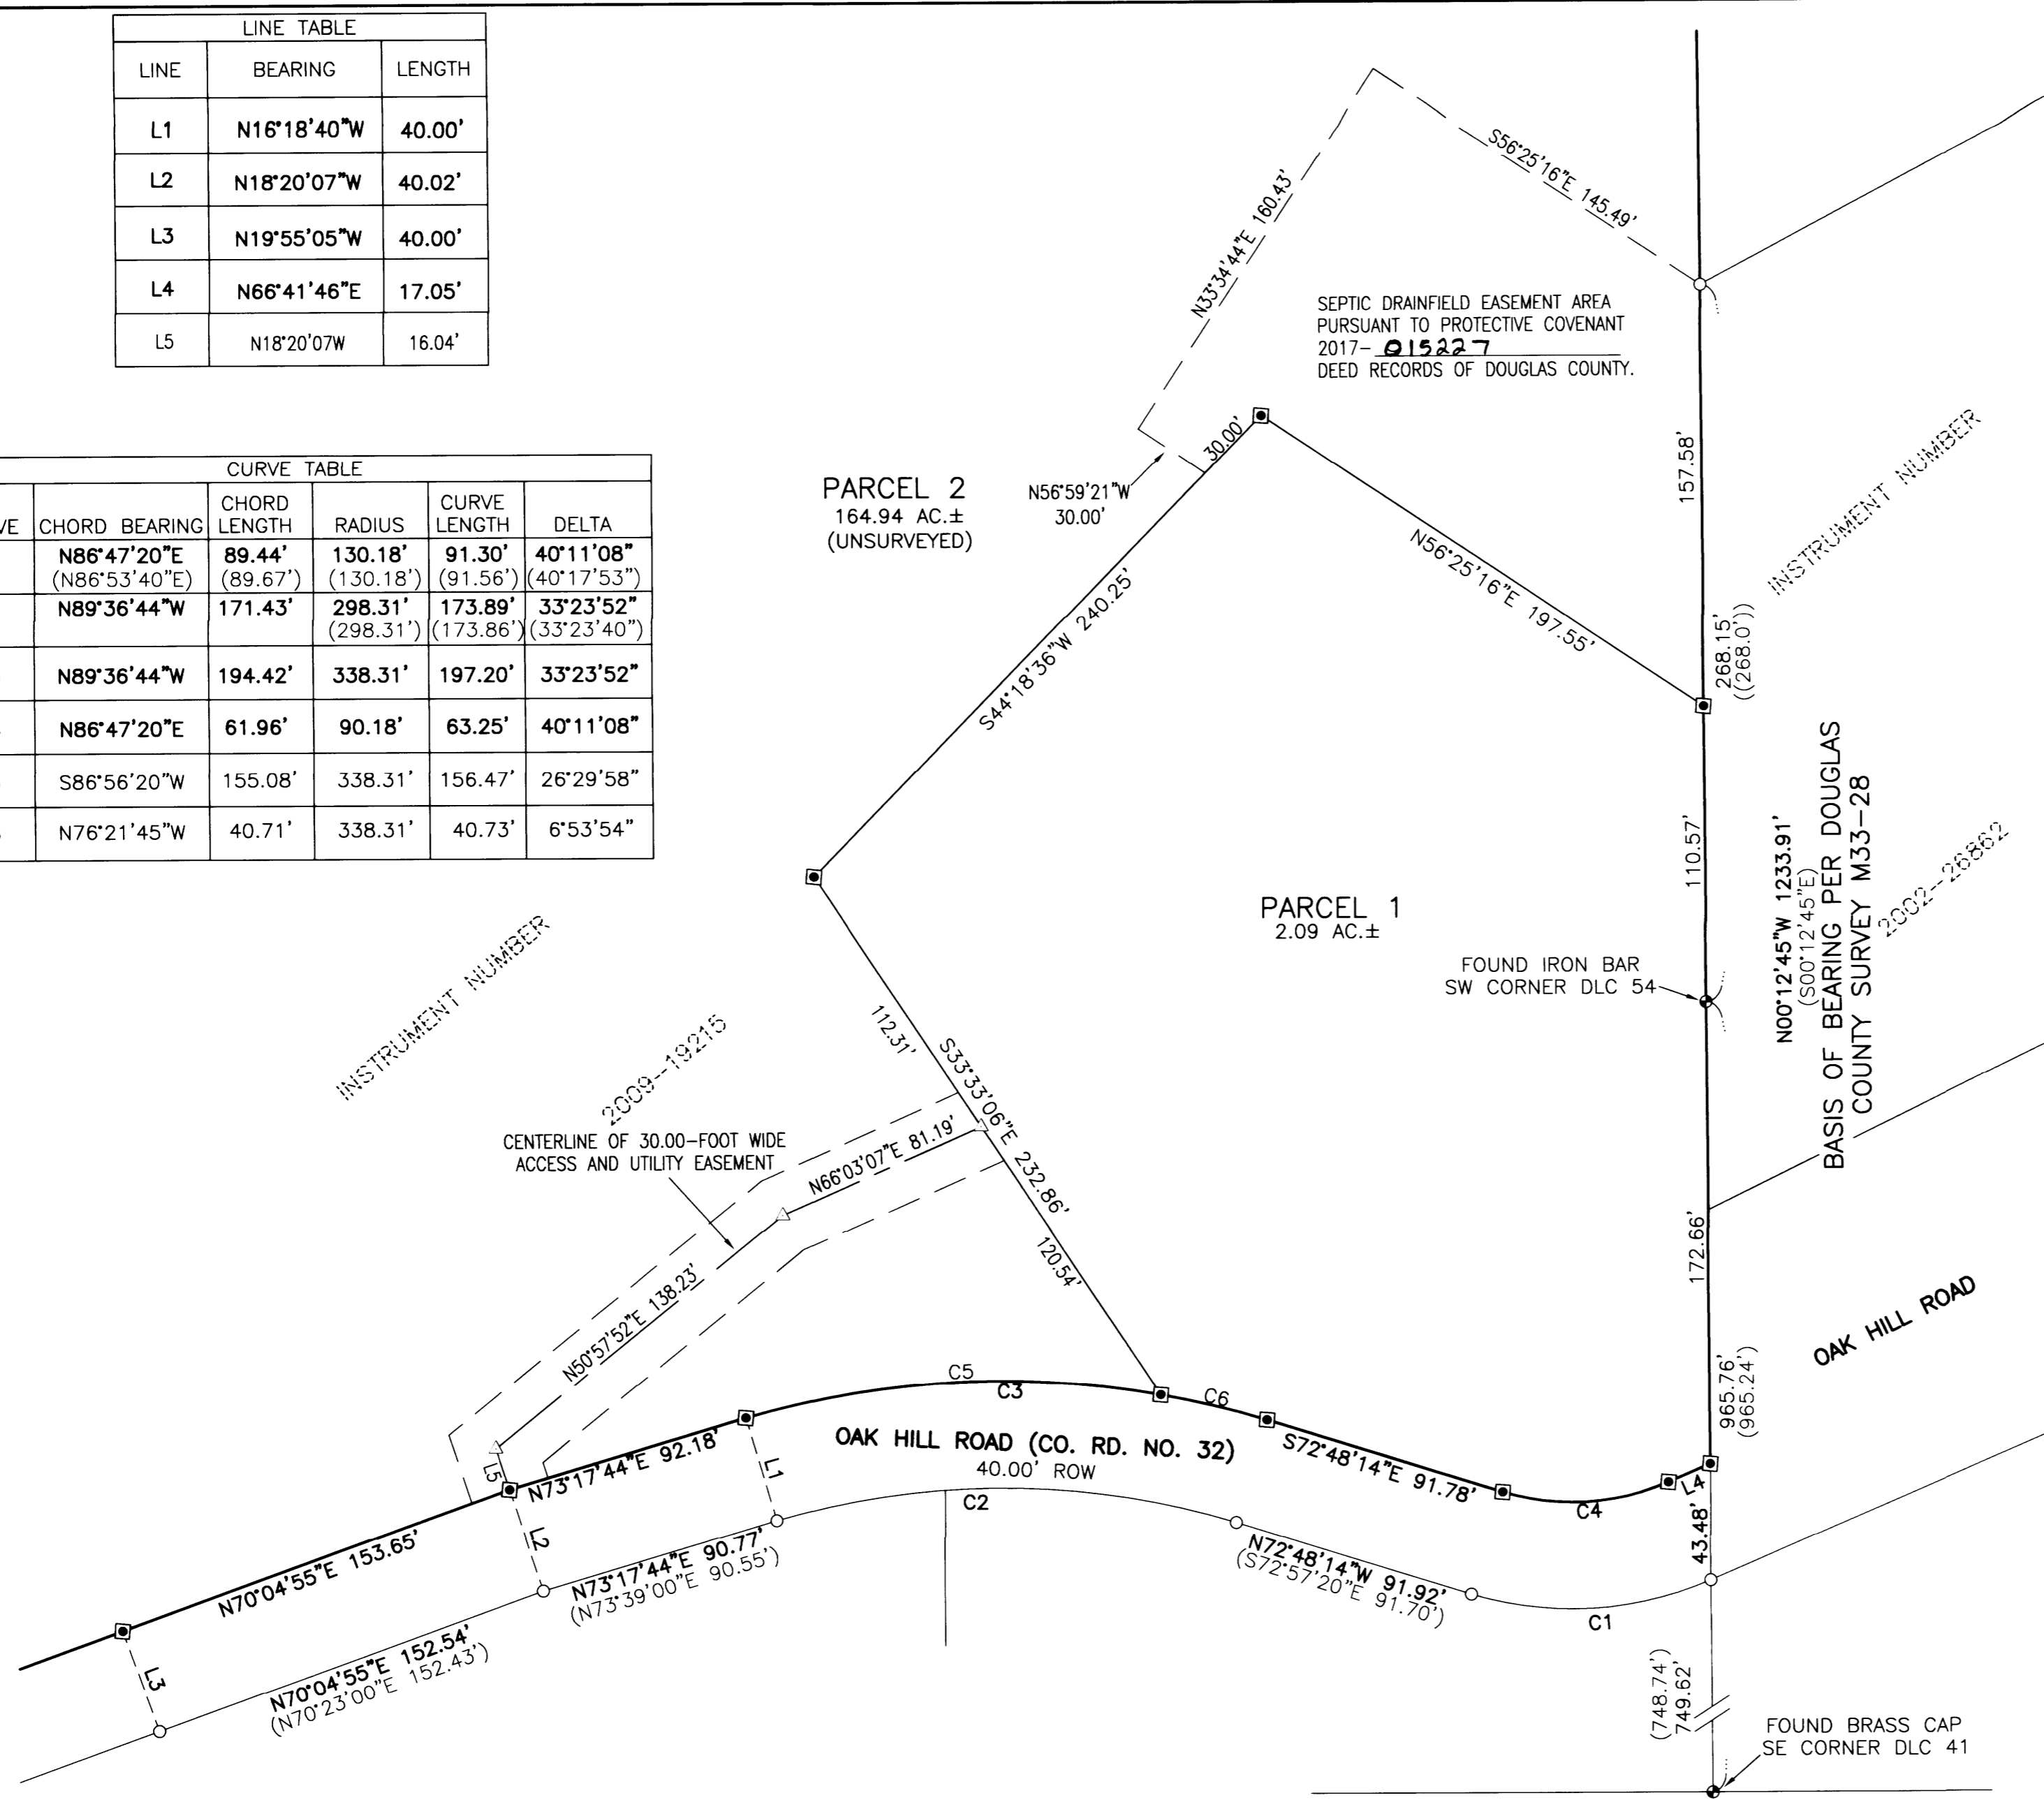 LINE TABLE
LINE BEARING LENGTH
L1 N16°18'40"W 40.00'
L2 N18°20'07"W 40.02'
L3 N19°55'05"W 40.00'
L4 N66°41'46"E 17.05'
L5 N18°20'07W 16.04'
CURVE TABLE
VE CHORD BEARING CHORD LENGTH RADIUS CURVE LENGTH DELTA
N86°47'20"E 89.44' 130.18' 91.30' 40°11'08"
(N86°53'40"E) (89.67') (130.18') (91.56') (40°17'53")
N89°36'44"W 171.43' 298.31' 173.89' 33°23'52"
(298.31') (173.86') (33°23'40")
N89°36'44"W 194.42' 338.31' 197.20' 33°23'52"
N86°47'20"E 61.96' 90.18' 63.25' 40°11'08"
S86°56'20"W 155.08' 338.31' 156.47' 26°29'58"
N76°21'45"W 40.71' 338.31' 40.73' 6°53'54"
S56°25'16"E 145.49'
N33°34'44"E 160.43'
SEPTIC DRAINFIELD EASEMENT AREA
PURSUANT TO PROTECTIVE COVENANT
2017- 015227
DEED RECORDS OF DOUGLAS COUNTY.
30.00'
N56°59'21"W
30.00'
PARCEL 2
164.94 AC.±
(UNSURVEYED)
N56°25'16"E 197.55'
S44°18'36"W 240.25'
157.58'
268.15'
((268.0'))
INSTRUMENT NUMBER
2002-26862
110.57'
N00°12'45"W 1233.91'
(S00°12'45"E)
BASIS OF BEARING PER DOUGLAS
COUNTY SURVEY M33-28
PARCEL 1
2.09 AC.±
FOUND IRON BAR
SW CORNER DLC 54
INSTRUMENT NUMBER
2009-19215
112.31'
S33°33'06"E 232.86'
120.54'
CENTERLINE OF 30.00-FOOT WIDE
ACCESS AND UTILITY EASEMENT
N66°03'07"E 81.19'
N50°57'52"E 138.23'
172.66'
OAK HILL ROAD
965.76'
(965.24')
C5
C3
C6
OAK HILL ROAD (CO. RD. NO. 32)
40.00' ROW
S72°48'14"E 91.78'
C4
L4
43.48'
L5
N73°17'44"E 92.18'
L1
C2
L2
N73°17'44"E 90.77'
(N73°39'00"E 90.55')
N72°48'14"W 91.92'
(S72°57'20"E 91.70')
C1
N70°04'55"E 153.65'
L3
N70°04'55"E 152.54'
(N70°23'00"E 152.43')
(748.74')
749.62'
FOUND BRASS CAP
SE CORNER DLC 41